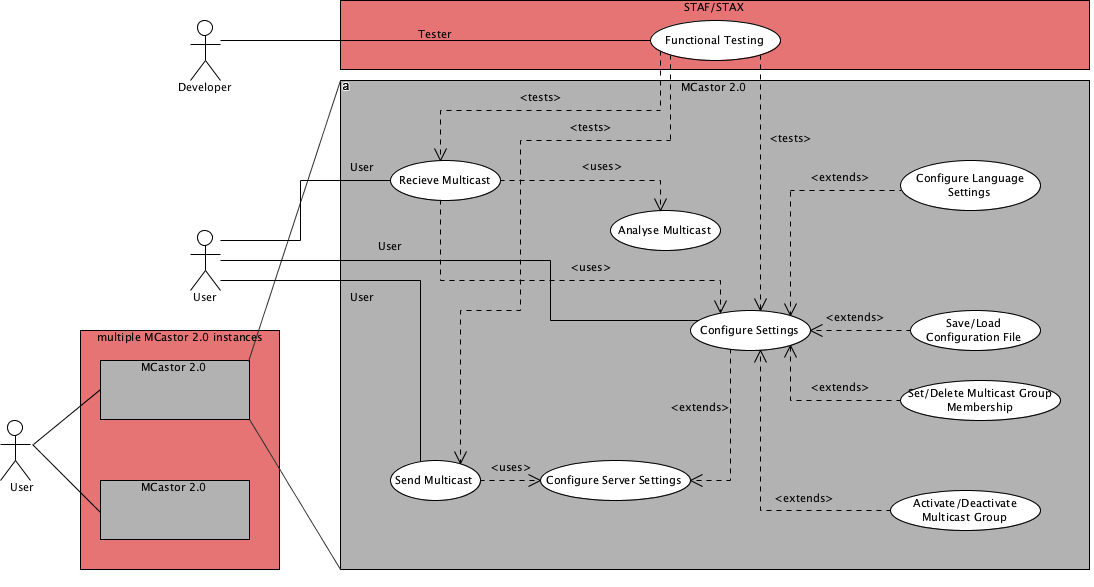 STAF/STAX
Tester
Functional Testing
Developer
a
MCastor 2.0
<tests>
<tests>
<tests>
User
<uses>
Recieve Multicast
<extends>
Configure Language
Settings
Analyse Multicast
User
User
<uses>
User
<extends>
Save/Load
Configuration File
Configure Settings
multiple MCastor 2.0 instances
MCastor 2.0
<extends>
Set/Delete Multicast Group
Membership
<extends>
User
MCastor 2.0
Send Multicast
<uses>
Configure Server Settings
<extends>
Activate/Deactivate
Multicast Group